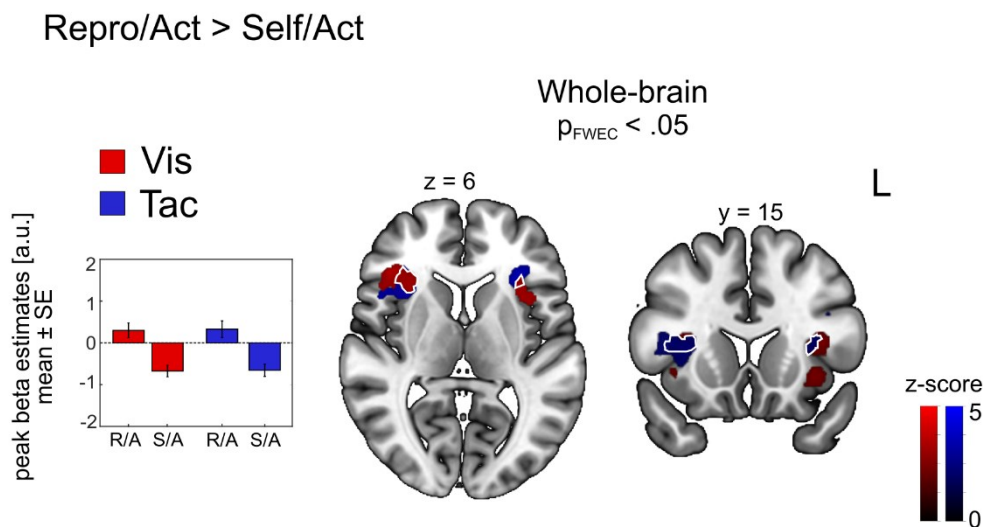 Repro/Act > Self/Act
Whole-brain
pFWEC < .05
Vis
Tac
z = 6
L
y = 15
peak beta estimates [a.u.]
mean ± SE
2
1
0
-1
-2
R/A S/A R/A S/A
z-score
5
0